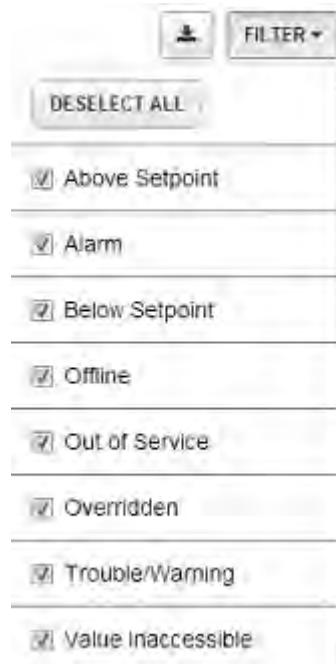 FILTER
DESELECT ALL
Above Setpoint
Alarm
Below Setpoint
Offline
Out of Service
Overridden
Trouble/Warning
Value Inaccessible